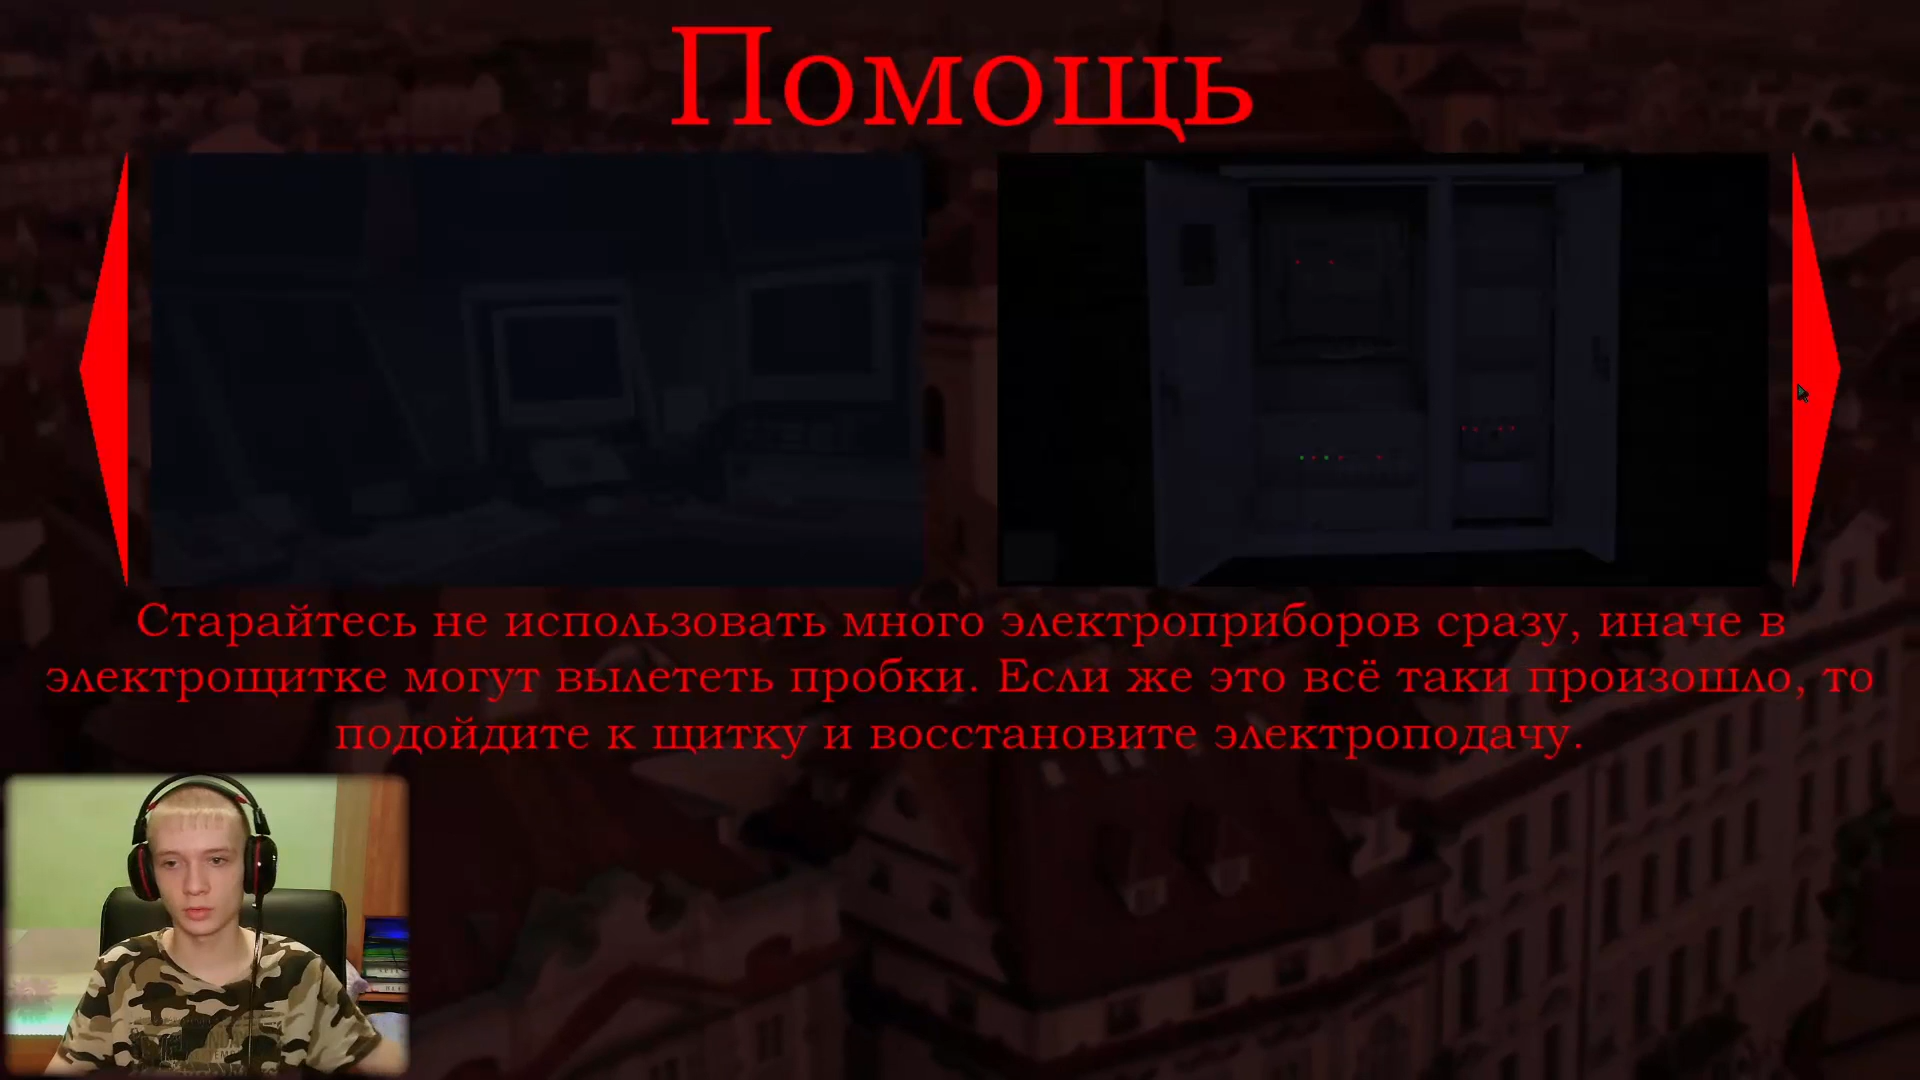 Помощь
Старайтесь не использовать много электроприборов сразу, иначе в
электрощитке могут вылететь пробки. Если же это всё таки произошло, то
подойдите к щитку и восстановите электроподачу.